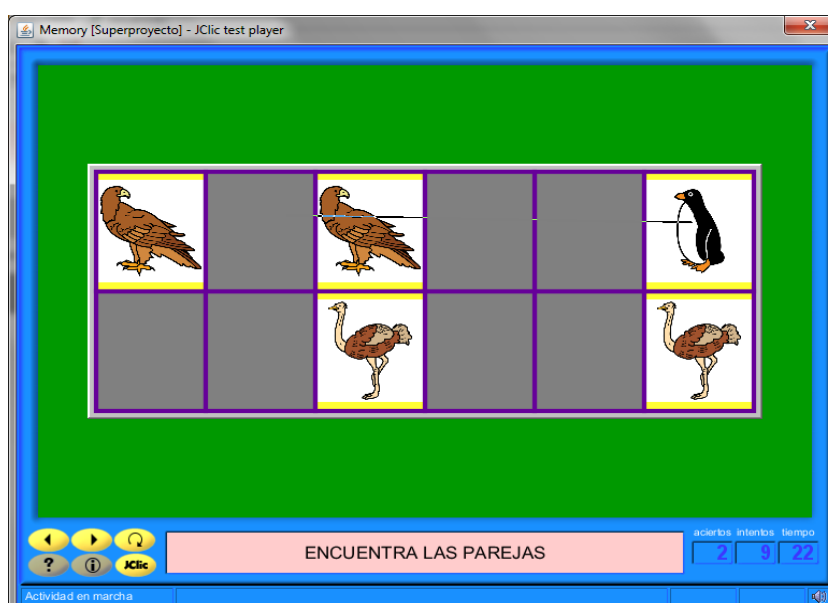 Memory [Superproyecto] - JClic test player
aciertos intentos tiempo
2 9 22
ENCUENTRA LAS PAREJAS
?
i
JClic
Actividad en marcha